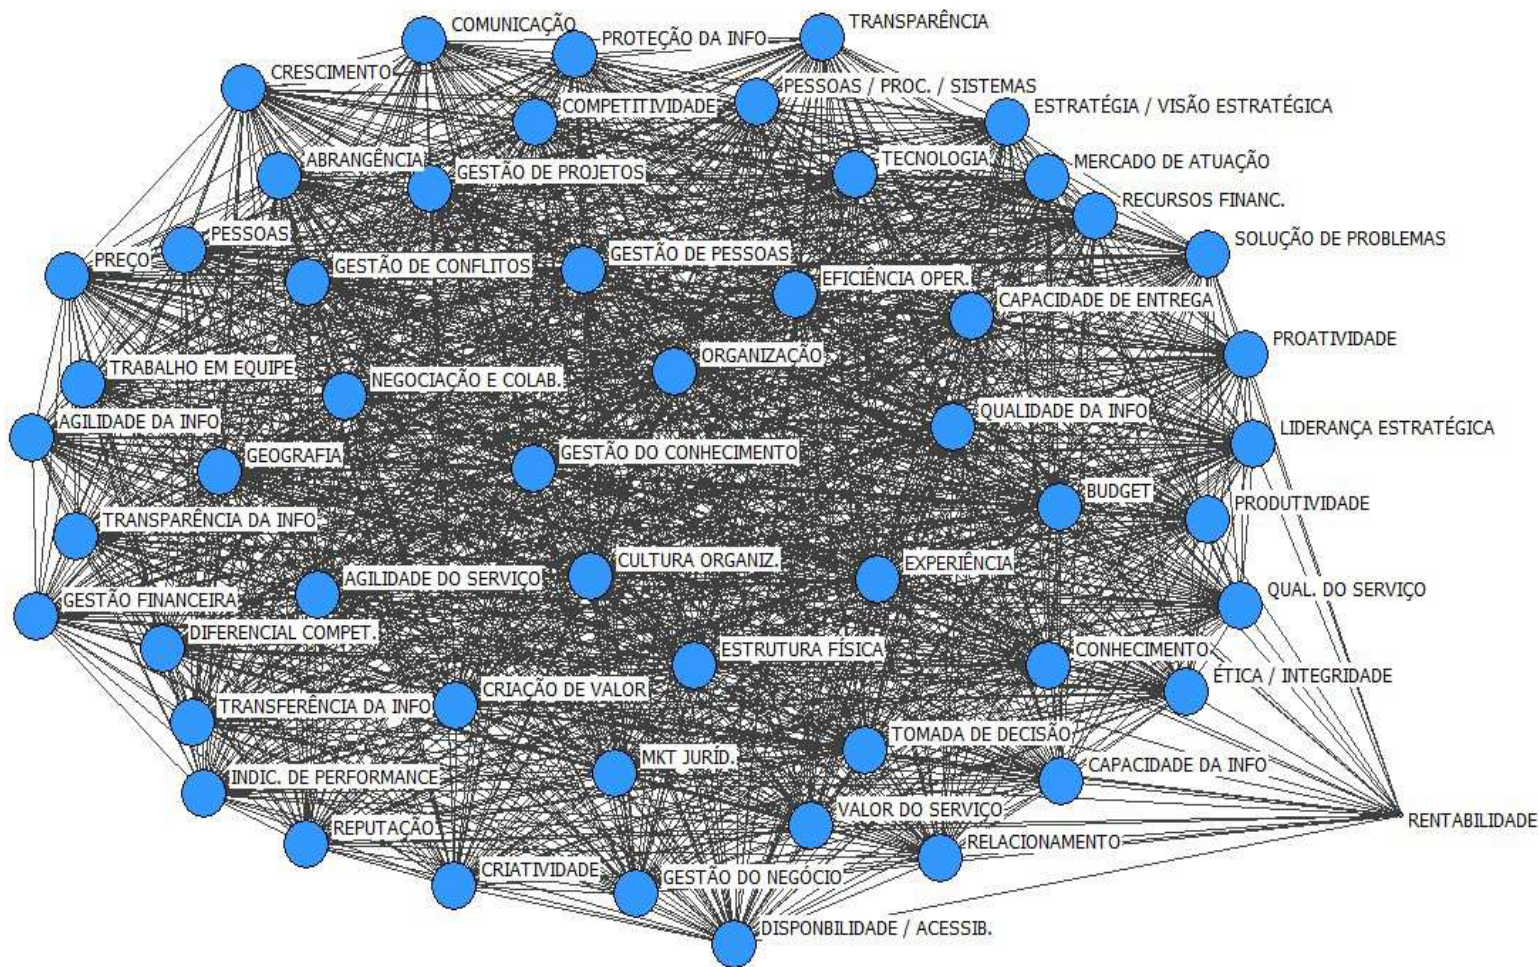 TRANSPARÊNCIA
COMUNICAÇÃO
PROTEÇÃO DA INFO
CRESCIMENTO
PESSOAS / PROC. / SISTEMAS
COMPETITIVIDADE
ESTRATÉGIA / VISÃO ESTRATÉGICA
ABRANGÊNCIA
TECNOLOGIA
MERCADO DE ATUAÇÃO
GESTÃO DE PROJETOS
RECURSOS FINANC.
PESSOAS
SOLUÇÃO DE PROBLEMAS
GESTÃO DE PESSOAS
PREÇO
GESTÃO DE CONFLITOS
EFICIÊNCIA OPER.
CAPACIDADE DE ENTREGA
PROATIVIDADE
ORGANIZAÇÃO
TRABALHO EM EQUIPE
NEGOCIAÇÃO E COLAB.
QUALIDADE DA INFO
AGILIDADE DA INFO
LIDERANÇA ESTRATÉGICA
GEOGRAFIA
GESTÃO DO CONHECIMENTO
BUDGET
PRODUTIVIDADE
TRANSPARÊNCIA DA INFO
CULTURA ORGANIZ.
EXPERIÊNCIA
AGILIDADE DO SERVIÇO
QUAL. DO SERVIÇO
GESTÃO FINANCEIRA
DIFERENCIAL COMPET.
ESTRUTURA FÍSICA
CONHECIMENTO
ÉTICA / INTEGRIDADE
CRIAÇÃO DE VALOR
TRANSFERÊNCIA DA INFO
TOMADA DE DECISÃO
MKT JURÍD.
CAPACIDADE DA INFO
INDIC. DE PERFORMANCE
VALOR DO SERVIÇO
RENTABILIDADE
REPUTAÇÃO
RELACIONAMENTO
CRIATIVIDADE
GESTÃO DO NEGÓCIO
DISPONBILIDADE / ACESSIB.